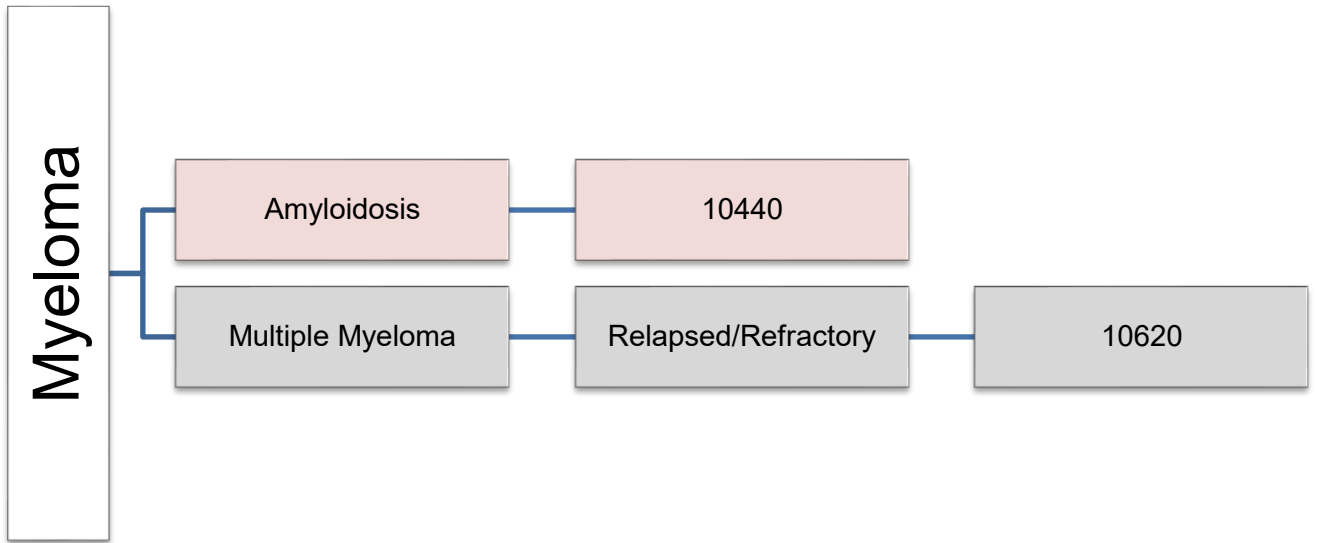 Myeloma
Amyloidosis
10440
Multiple Myeloma
Relapsed/Refractory
10620